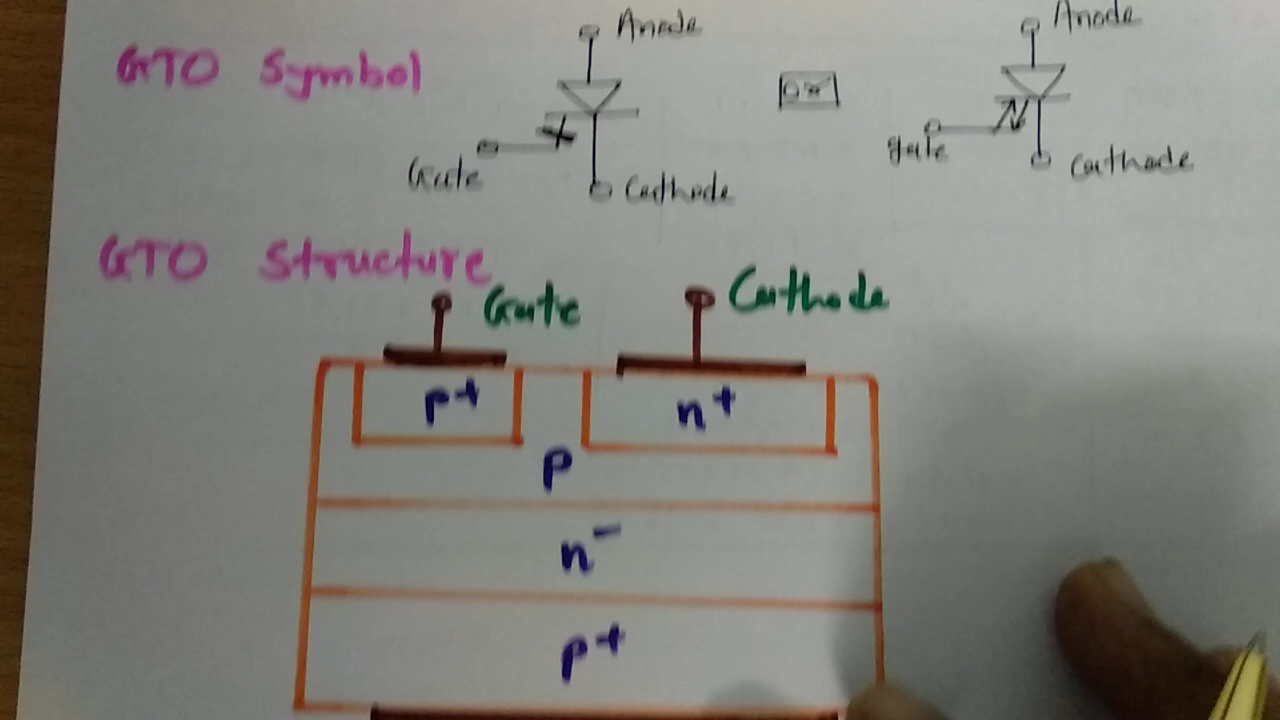 GTO Symbol
Anode
Gate
Cathode
OR
Anode
gate
Cathode
GTO Structure
Gate
Cathode
p+
n+
p
n-
p+